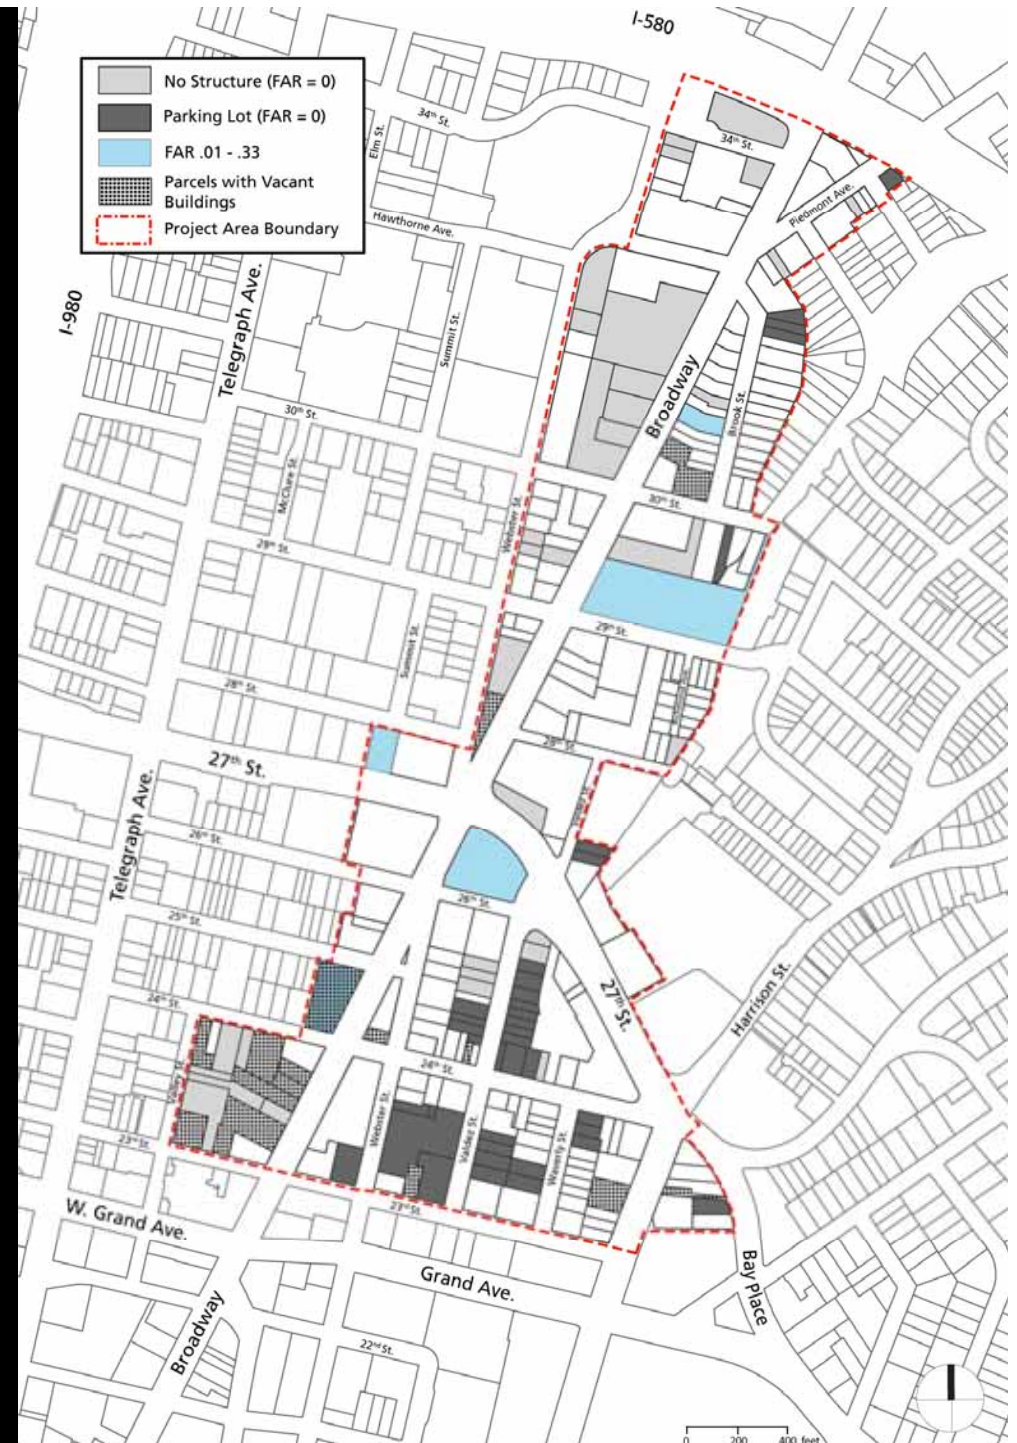 I-580
No Structure (FAR = 0)
Parking Lot (FAR = 0)
FAR .01 - .33
Parcels with Vacant
Buildings
Project Area Boundary
34th St.
Elm St.
34th St.
Piedmont Ave.
Hawthorne Ave.
I-980
Telegraph Ave.
Summit St.
Broadway
Brook St.
30th St.
McClure St.
30th St.
Webster St.
29th St.
29th St.
Summit St.
28th St.
28th St.
27th St.
Valdez St.
Telegraph Ave.
26th St.
26th St.
25th St.
27th St.
Harrison St.
24th St.
24th St.
Valley St.
Webster St.
Valdez St.
Waverly St.
23rd St.
23rd St.
W. Grand Ave.
Grand Ave.
Bay Place
Broadway
22nd St.
0 200 400 feet